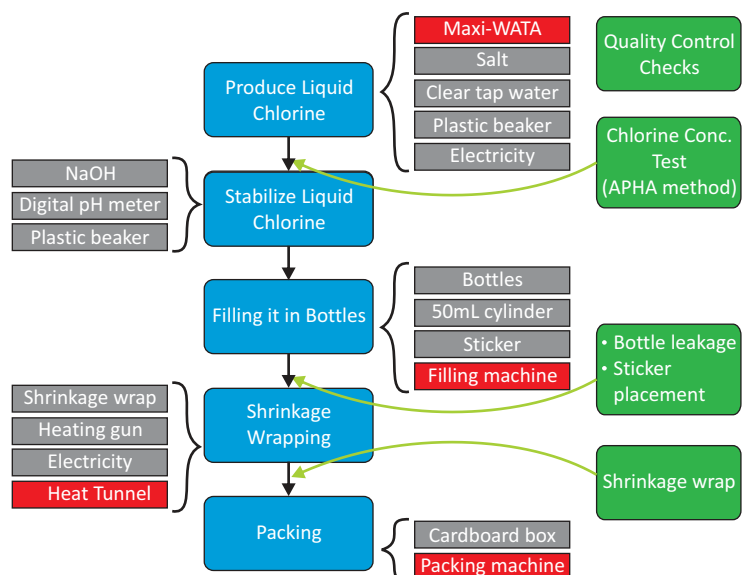 Maxi-WATA
Salt
Clear tap water
Plastic beaker
Electricity
Quality Control
Checks
Produce Liquid
Chlorine
Chlorine Conc.
Test
(APHA method)
NaOH
Digital pH meter
Plastic beaker
Stabilize Liquid
Chlorine
Filling it in Bottles
Bottles
50mL cylinder
Sticker
Filling machine
• Bottle leakage
• Sticker
placement
Shrinkage wrap
Heating gun
Electricity
Heat Tunnel
Shrinkage
Wrapping
Shrinkage wrap
Packing
Cardboard box
Packing machine